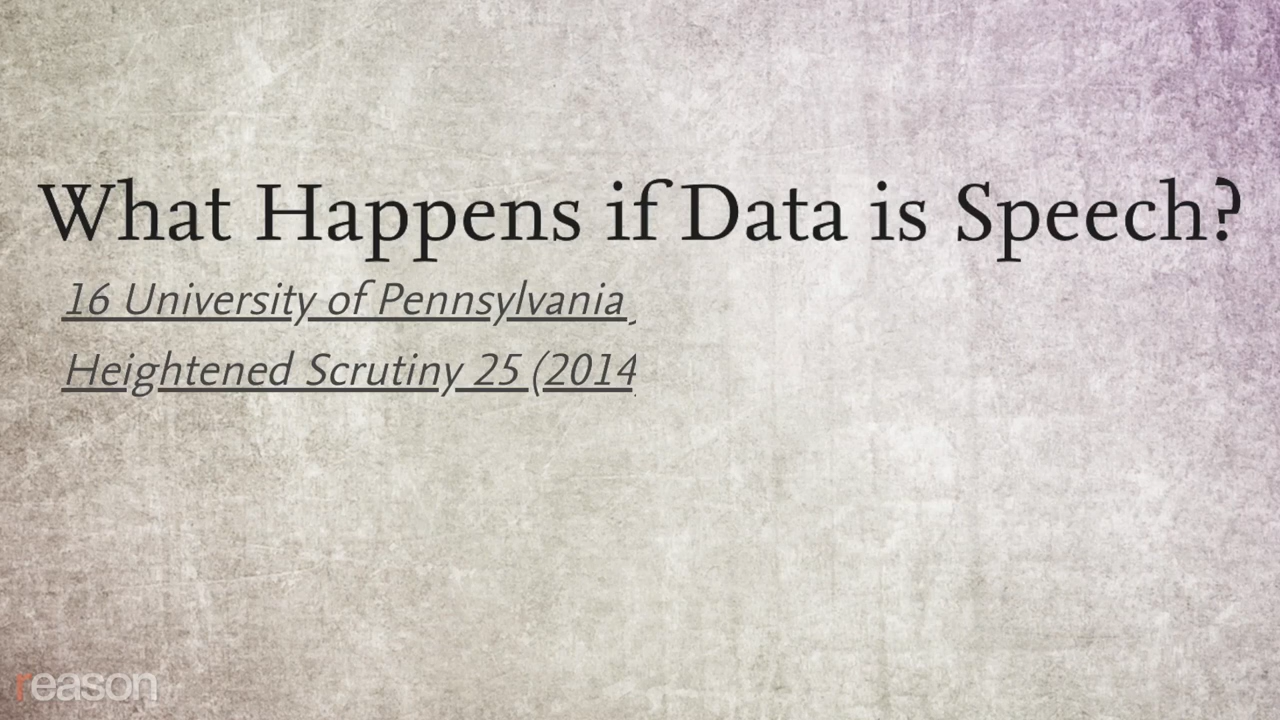 What Happens if Data is Speech?
16 University of Pennsylvania
Heightened Scrutiny 25 (2014
reason